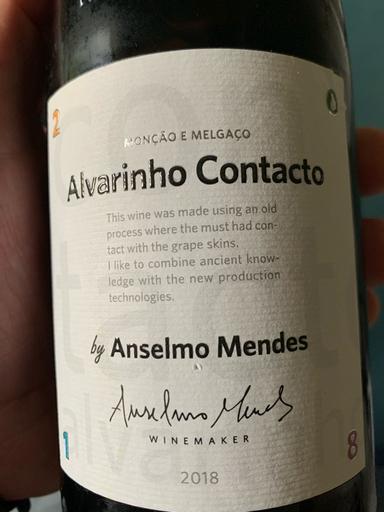 2
MONÇÃO E MELGAÇO
Alvarinho Contacto
This wine was made using an old
process where the must had con-
tact with the grape skins.
I like to combine ancient know-
ledge with the new production
technologies.
by Anselmo Mendes
Anselmo Mendes
WINEMAKER
1
8
2018